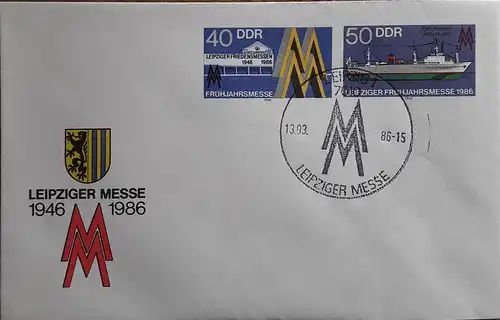 40 DDR
LEIPZIGER FRIEDENSMESSEN
1946 1986
FRÜHJAHRSMESSE
50 DDR
LEIPZIGER FRÜHJAHRSMESSE 1986
13.03. 86-15
LEIPZIGER MESSE
LEIPZIGER MESSE
1946 1986
MM